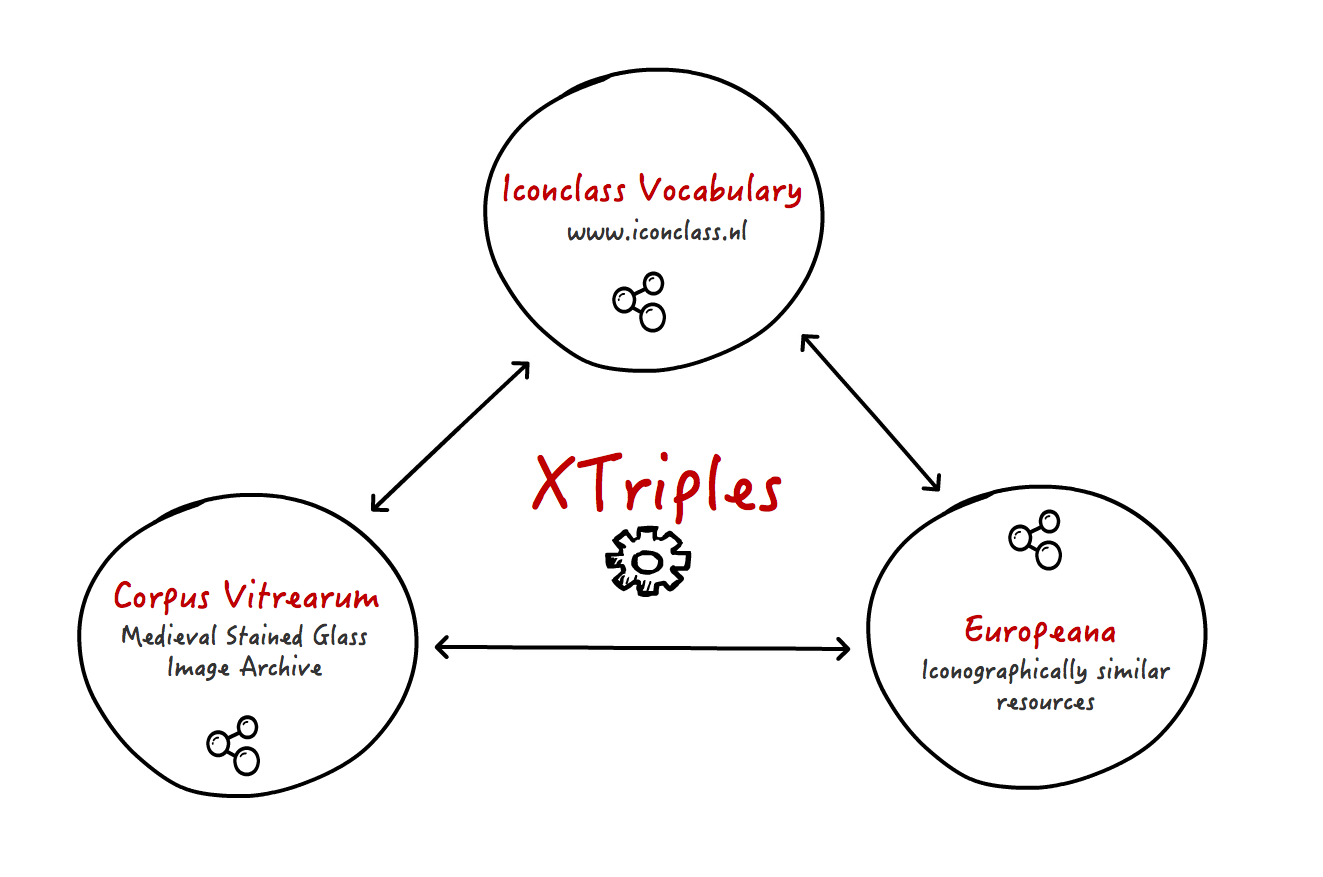 Iconclass Vocabulary
www.iconclass.nl
XTriples
Corpus Vitrearum
Medieval Stained Glass
Image Archive
Europeana
Iconographically similar
resources